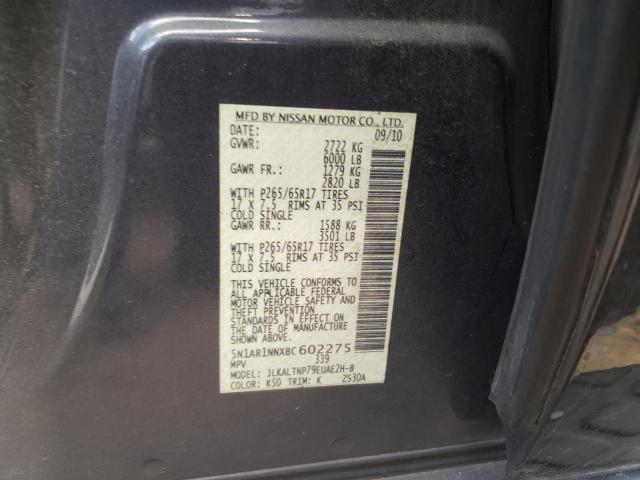 MFD BY NISSAN MOTOR CO., LTD.
DATE: 09/10
GVWR: 2722 KG
6000 LB
GAWR FR.: 1279 KG
2820 LB
WITH P265/65R17 TIRES
17 X 7.5 RIMS AT 35 PSI
COLD SINGLE
GAWR RR.: 1588 KG
3501 LB
WITH P265/65R17 TIRES
17 X 7.5 RIMS AT 35 PSI
COLD SINGLE
THIS VEHICLE CONFORMS TO
ALL APPLICABLE FEDERAL
MOTOR VEHICLE SAFETY AND
THEFT PREVENTION
STANDARDS IN EFFECT ON
THE DATE OF MANUFACTURE
SHOWN ABOVE.
5N1AR1NNXBC602275
MPV 339
MODEL: JLKALTNP79EUAE2H-B
COLOR: K50 TRIM: K ZS30A